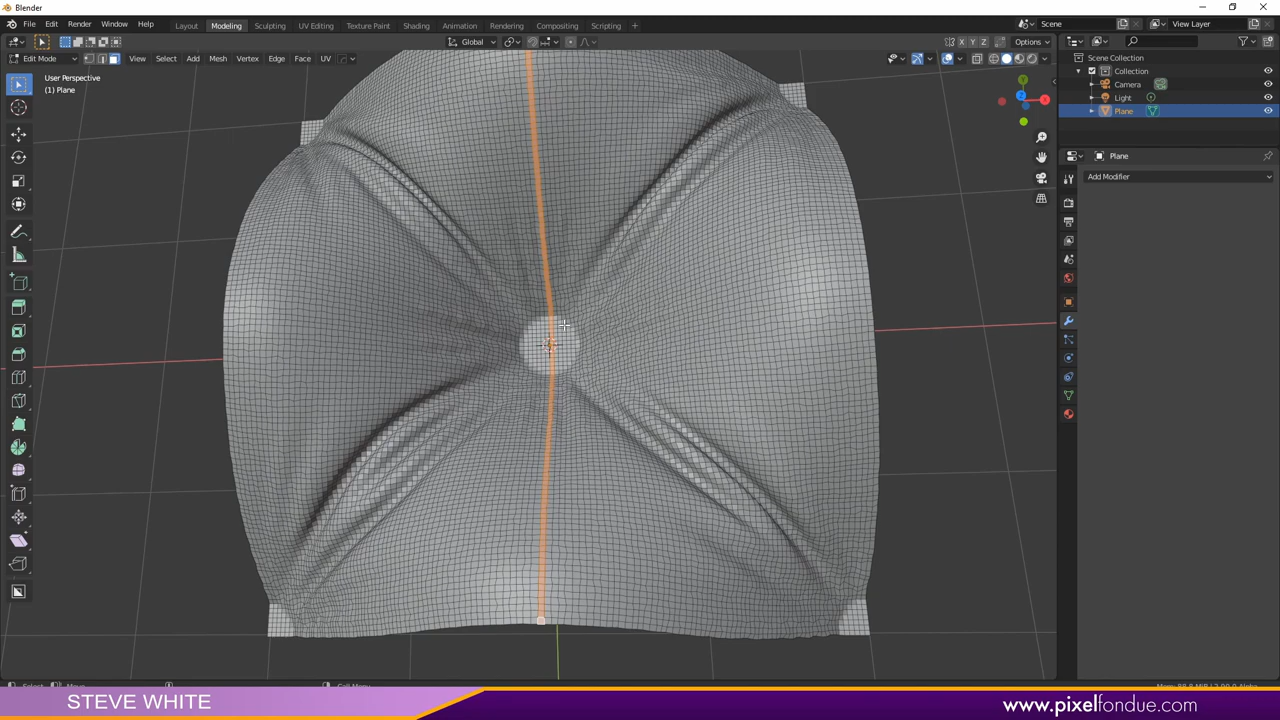 Blender
File Edit Render Window Help Layout Modeling Sculpting UV Editing Texture Paint Shading Animation Rendering Compositing Scripting + Scene View Layer
Global Options
Edit Mode View Select Add Mesh Vertex Edge Face UV X Y Z
User Perspective
(1) Plane
Scene Collection
Collection
Camera
Light
Plane
Plane
Add Modifier
Y
Z
X
STEVE WHITE
www.pixelfondue.com